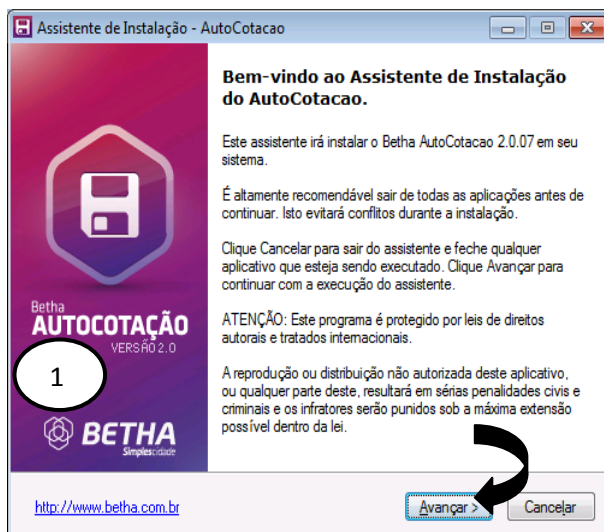 Assistente de Instalação - AutoCotacao
Bem-vindo ao Assistente de Instalação
do AutoCotacao.
Este assistente irá instalar o Betha AutoCotacao 2.0.07 em seu
sistema.
É altamente recomendável sair de todas as aplicações antes de
continuar. Isto evitará conflitos durante a instalação.
Clique Cancelar para sair do assistente e feche qualquer
aplicativo que esteja sendo executado. Clique Avançar para
continuar com a execução do assistente.
ATENÇÃO: Este programa é protegido por leis de direitos
autorais e tratados internacionais.
A reprodução ou distribuição não autorizada deste aplicativo,
ou qualquer parte deste, resultará em sérias penalidades civis e
criminais e os infratores serão punidos sob a máxima extensão
possível dentro da lei.
Betha
AUTOCOTAÇÃO
VERSÃO 2.0
1
BETHA
Simplescidade
http://www.betha.com.br
Avançar >
Cancelar